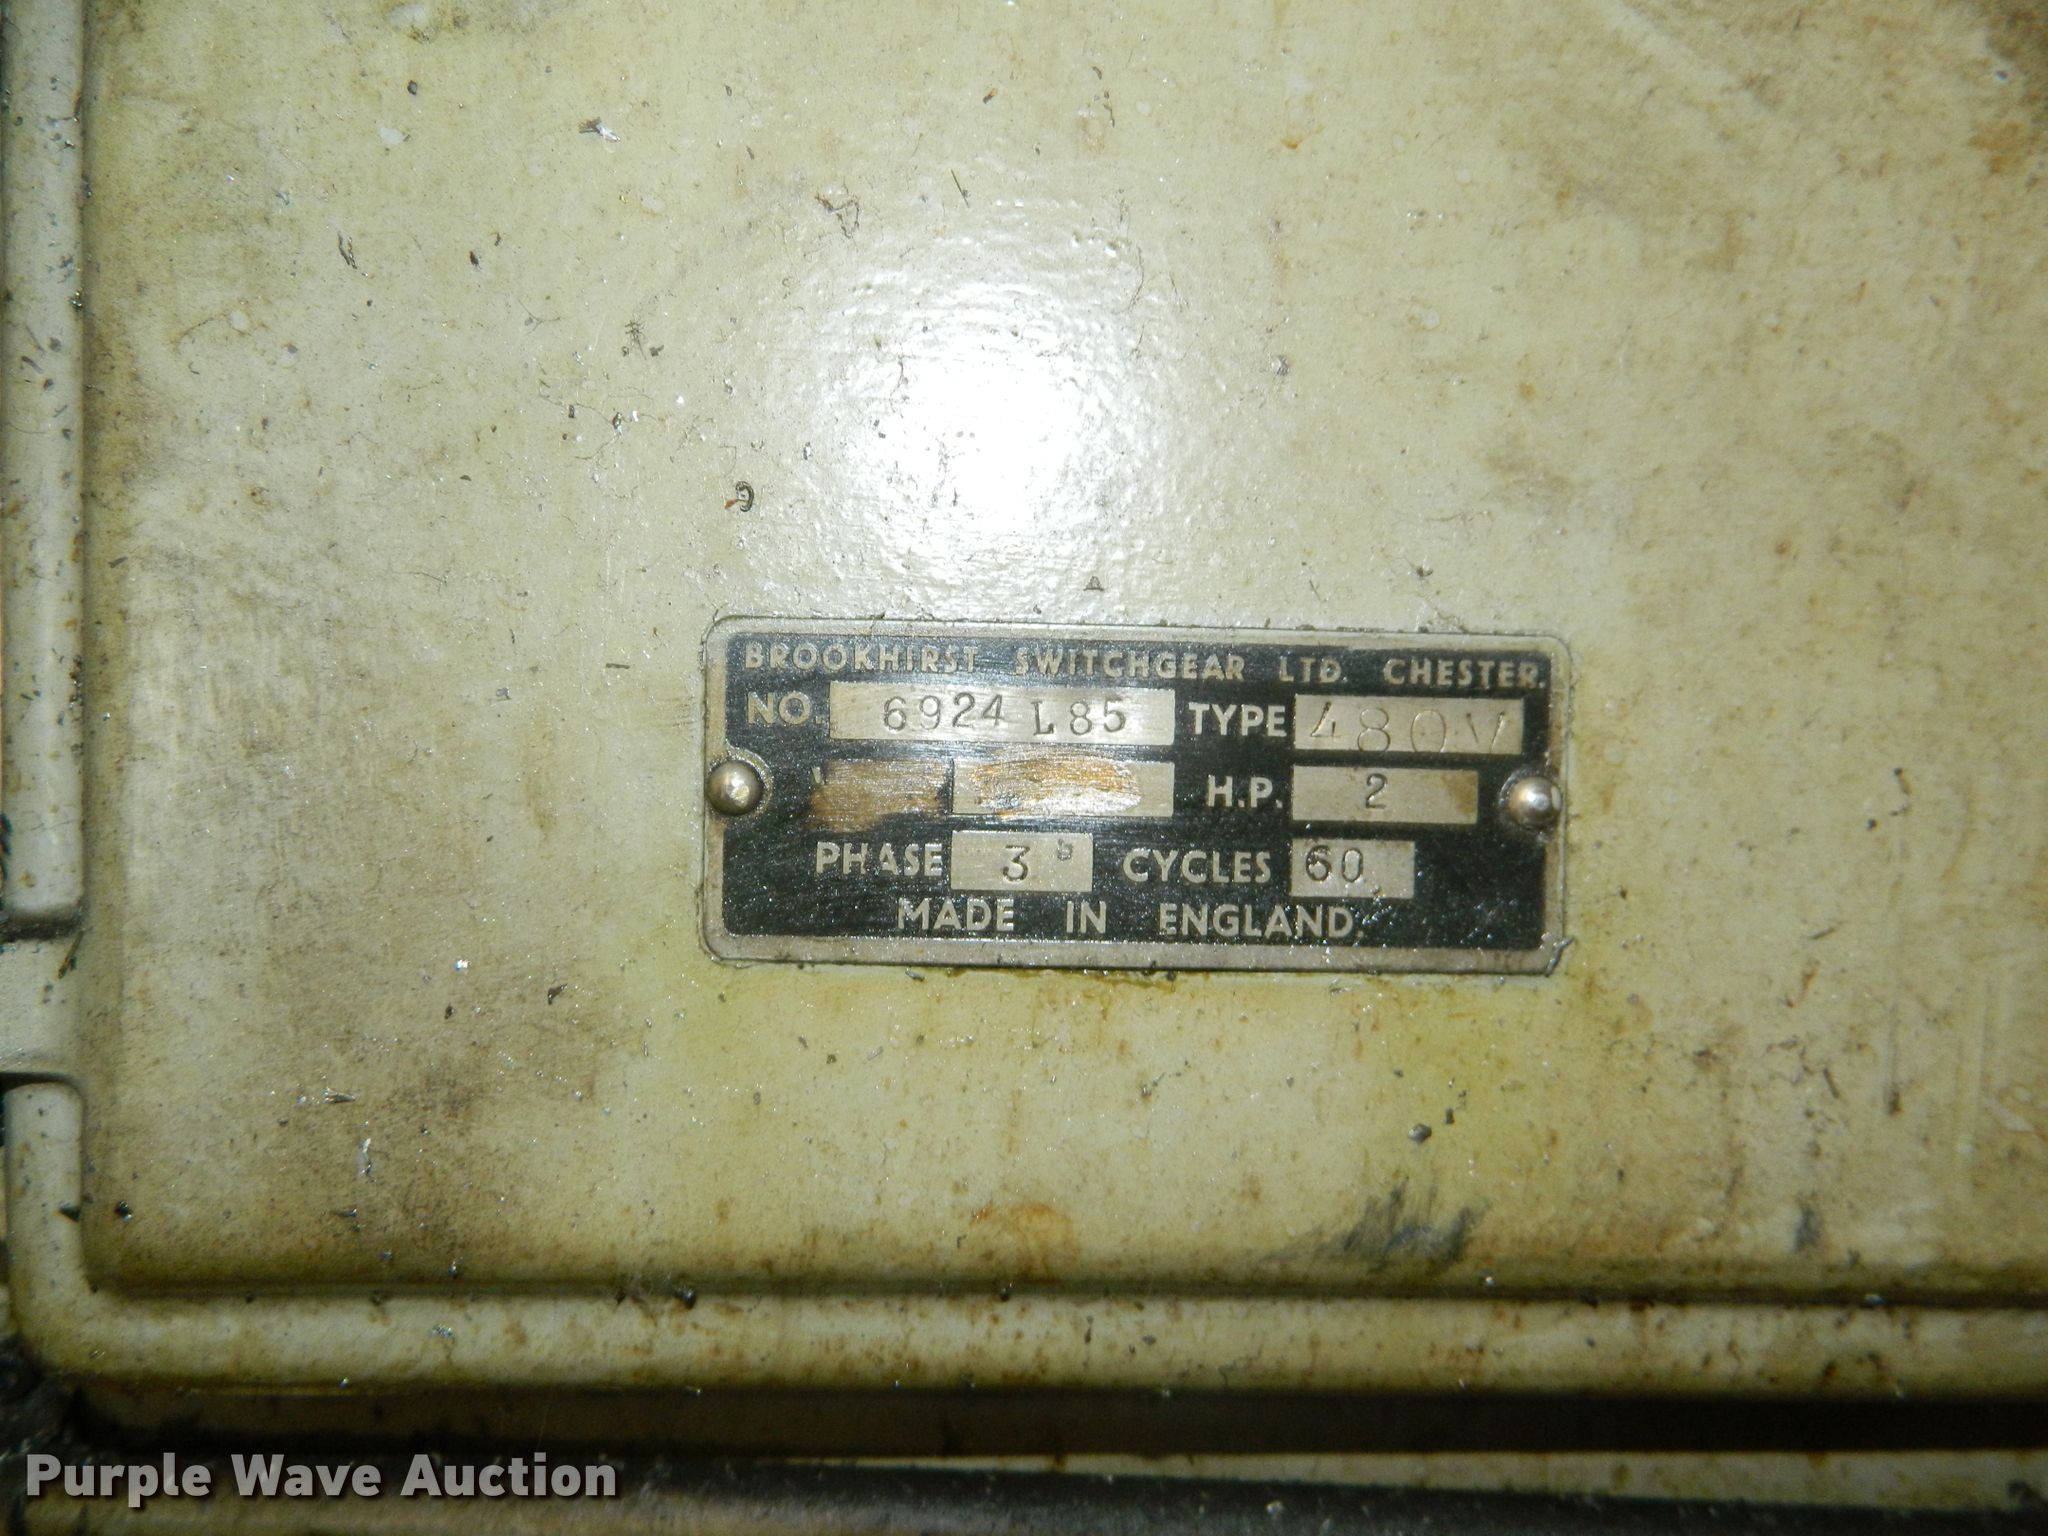 BROOKHIRST SWITCHGEAR LTD. CHESTER.
NO. 6924 L85 TYPE 480V
H.P. 2
PHASE 3 CYCLES 60
MADE IN ENGLAND.
Purple Wave Auction